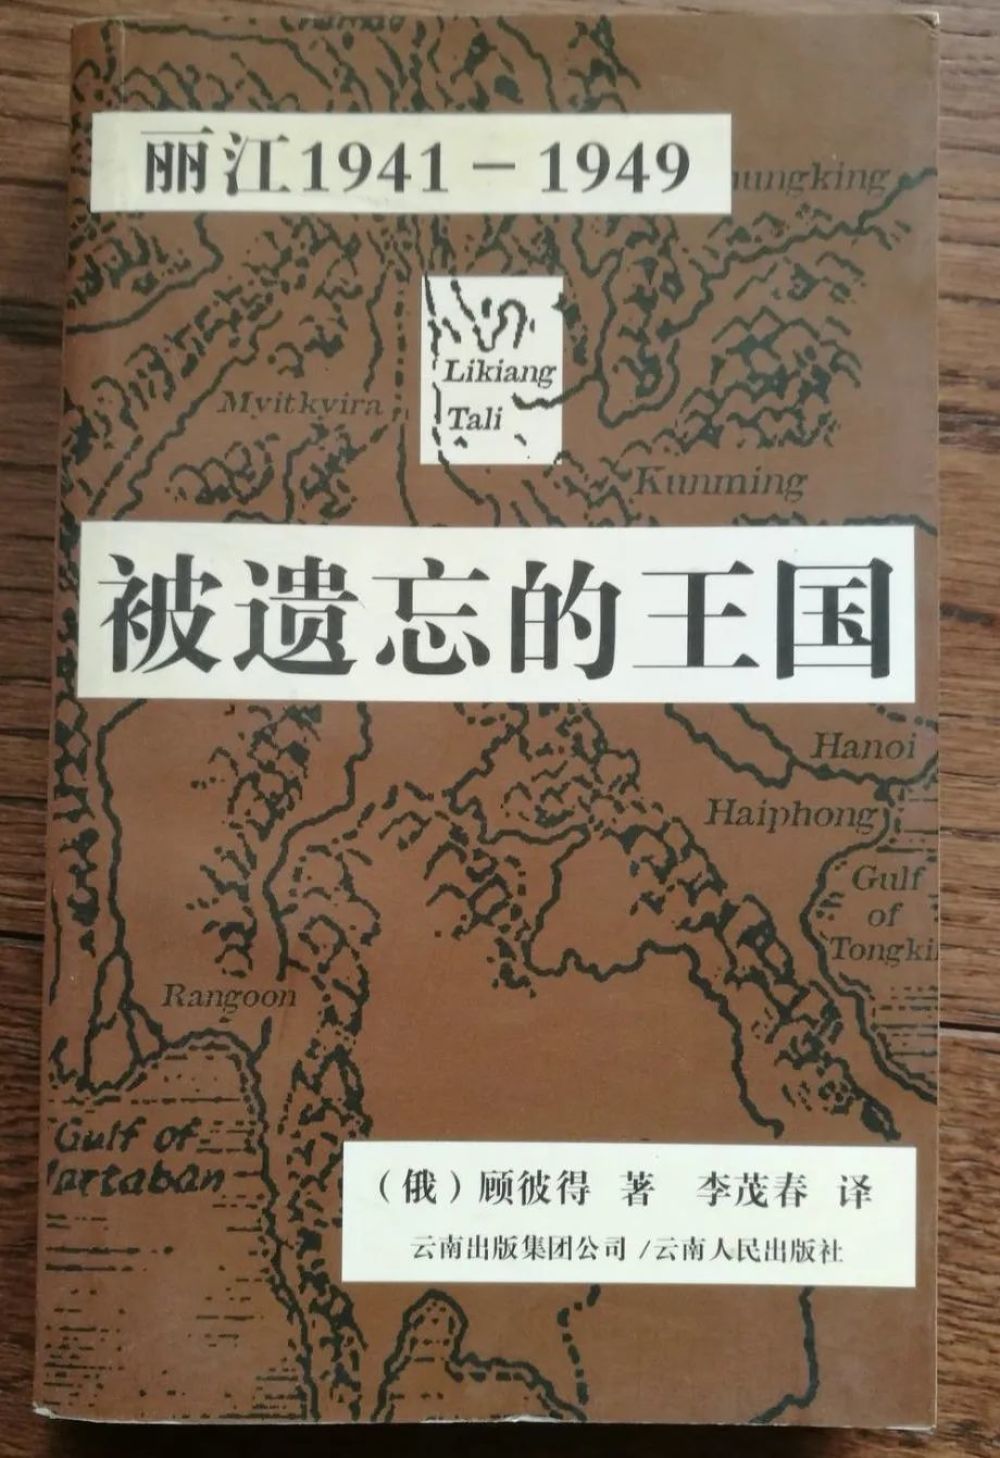 丽江1941－1949
Likiang
Tali
Kunming
被遗忘的王国
Hanoi
Haiphong
Gulf
of
Rangoon
Gulf of
（俄）顾彼得 著 李茂春 译
云南出版集团公司 /云南人民出版社